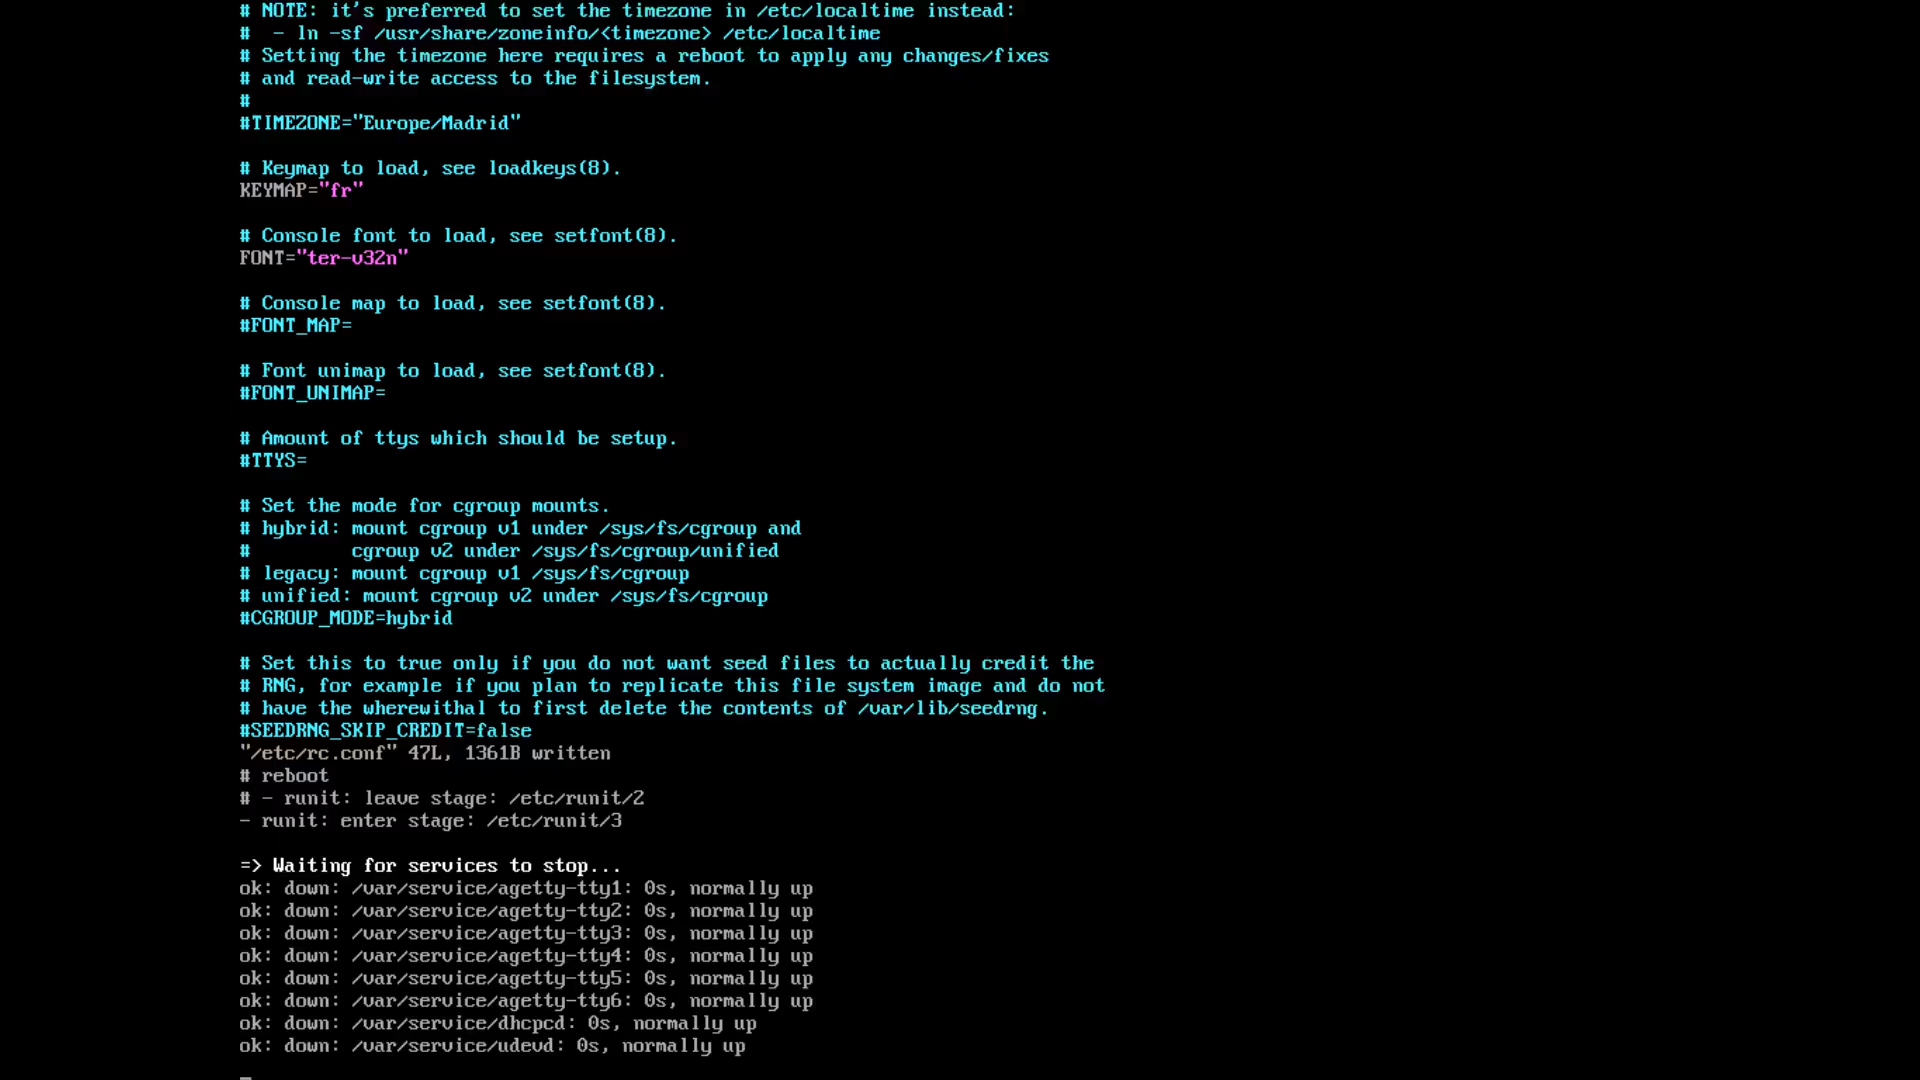 # NOTE: it's preferred to set the timezone in /etc/localtime instead:
#  - ln -sf /usr/share/zoneinfo/<timezone> /etc/localtime
# Setting the timezone here requires a reboot to apply any changes/fixes
# and read-write access to the filesystem.
#
#TIMEZONE="Europe/Madrid"
# Keymap to load, see loadkeys(8).
KEYMAP="fr"
# Console font to load, see setfont(8).
FONT="ter-v32n"
# Console map to load, see setfont(8).
#FONT_MAP=
# Font unimap to load, see setfont(8).
#FONT_UNIMAP=
# Amount of ttys which should be setup.
#TTYS=
# Set the mode for cgroup mounts.
# hybrid: mount cgroup v1 under /sys/fs/cgroup and
#         cgroup v2 under /sys/fs/cgroup/unified
# legacy: mount cgroup v1 /sys/fs/cgroup
# unified: mount cgroup v2 under /sys/fs/cgroup
#CGROUP_MODE=hybrid
# Set this to true only if you do not want seed files to actually credit the
# RNG, for example if you plan to replicate this file system image and do not
# have the wherewithal to first delete the contents of /var/lib/seedrng.
#SEEDRNG_SKIP_CREDIT=false
"/etc/rc.conf" 47L, 1361B written
# reboot
# - runit: leave stage: /etc/runit/2
- runit: enter stage: /etc/runit/3
=> Waiting for services to stop...
ok: down: /var/service/agetty-tty1: 0s, normally up
ok: down: /var/service/agetty-tty2: 0s, normally up
ok: down: /var/service/agetty-tty3: 0s, normally up
ok: down: /var/service/agetty-tty4: 0s, normally up
ok: down: /var/service/agetty-tty5: 0s, normally up
ok: down: /var/service/agetty-tty6: 0s, normally up
ok: down: /var/service/dhcpcd: 0s, normally up
ok: down: /var/service/udevd: 0s, normally up